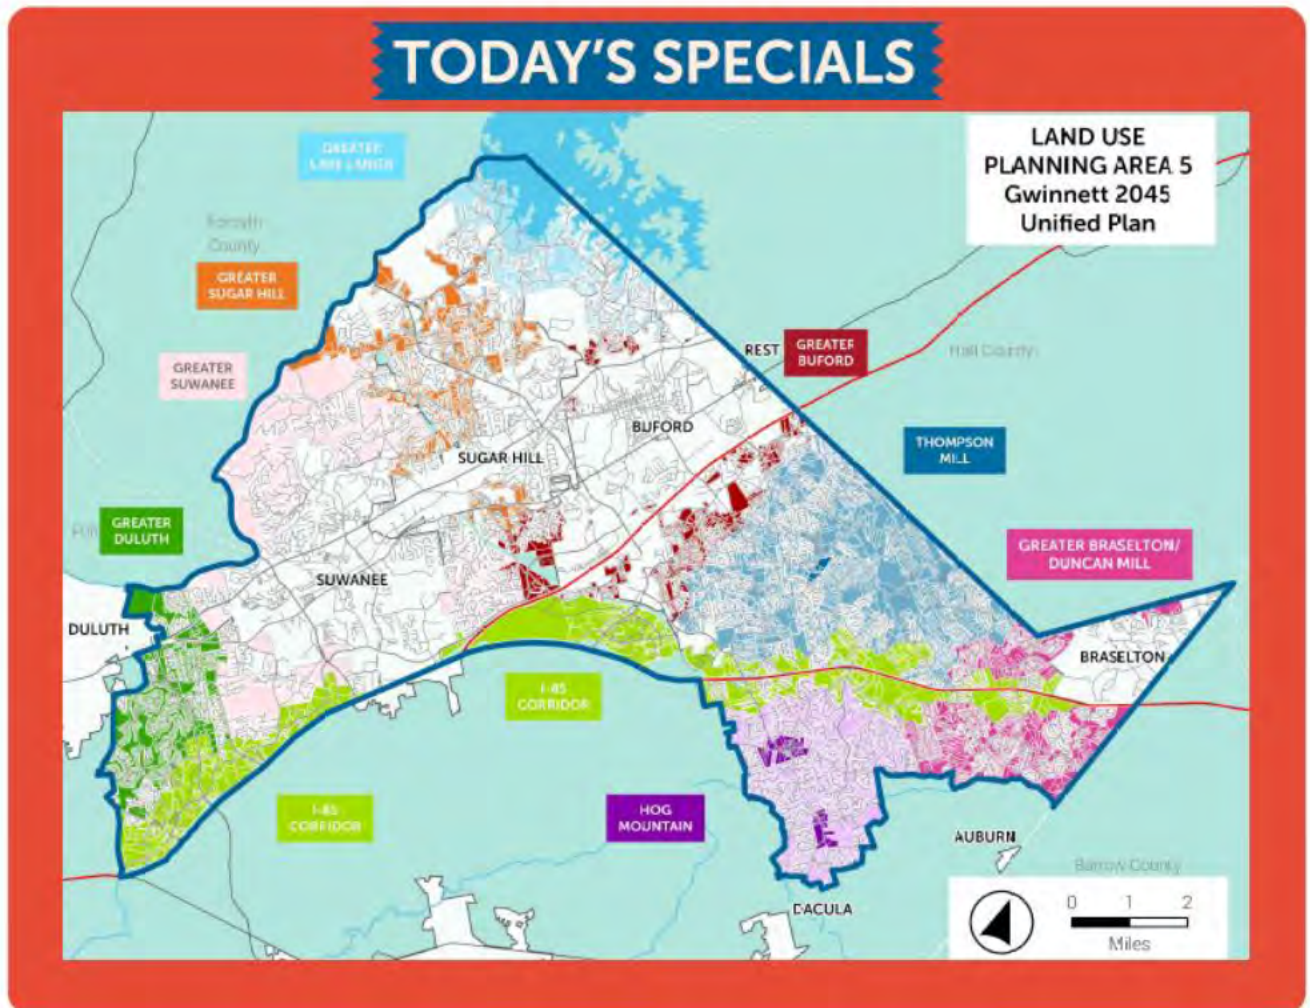 TODAY'S SPECIALS
LAND USE
PLANNING AREA 5
Gwinnett 2045
Unified Plan
GREATER
LAKE LANIER
Forsyth
County
GREATER
SUGAR HILL
GREATER
SUWANEE
REST
GREATER
BUFORD
Hall County
BUFORD
SUGAR HILL
THOMPSON
MILL
GREATER
DULUTH
GREATER BRASELTON/
DUNCAN MILL
SUWANEE
DULUTH
BRASELTON
I-85
CORRIDOR
I-85
CORRIDOR
HOG
MOUNTAIN
AUBURN
Barrow County
DACULA
0 1 2
Miles